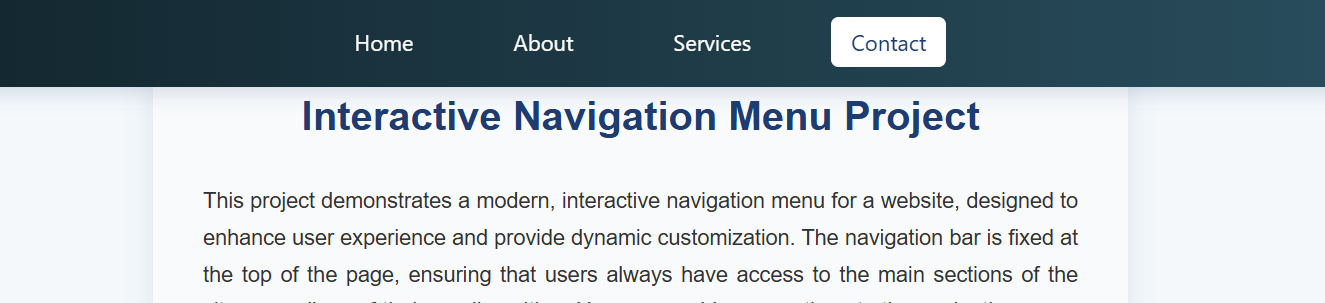 Home About Services Contact
Interactive Navigation Menu Project
This project demonstrates a modern, interactive navigation menu for a website, designed to
enhance user experience and provide dynamic customization. The navigation bar is fixed at
the top of the page, ensuring that users always have access to the main sections of the